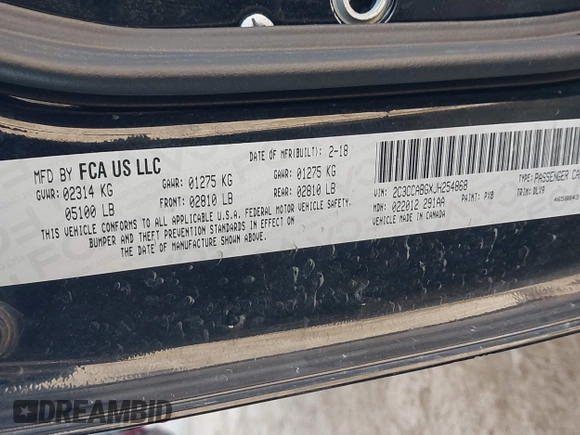 MFD BY FCA US LLC
DATE OF MFR(BUILT): 2-18
GVWR: 02314 KG
05100 LB
GAWR: 01275 KG
FRONT: 02810 LB
GAWR: 01275 KG
REAR: 02810 LB
THIS VEHICLE CONFORMS TO ALL APPLICABLE U.S.A. FEDERAL MOTOR VEHICLE SAFETY,
BUMPER AND THEFT PREVENTION STANDARDS IN EFFECT ON
THE DATE OF MANUFACTURE SHOWN ABOVE.
VIN: 2C3CCABGXJH254868
TYPE: PASSENGER CA
MDH: 022012 291AA
PAINT: PX8
TRIM: DLV9
MADE IN CANADA
DREAMBID